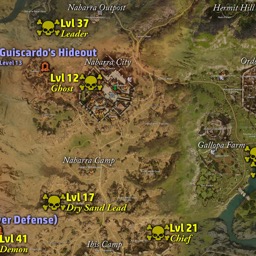 Nabarra Outpost
Hermit Hill
Lvl 37
Leader
Guiscardo's Hideout
Level 13
Nabarra City
Lvl 12
Ghost
Gallopa Farm
Nabarra Camp
Lvl 17
Dry Sand Lead
er Defense)
Lvl 21
Chief
Lvl 41
Demon
Ibis Camp